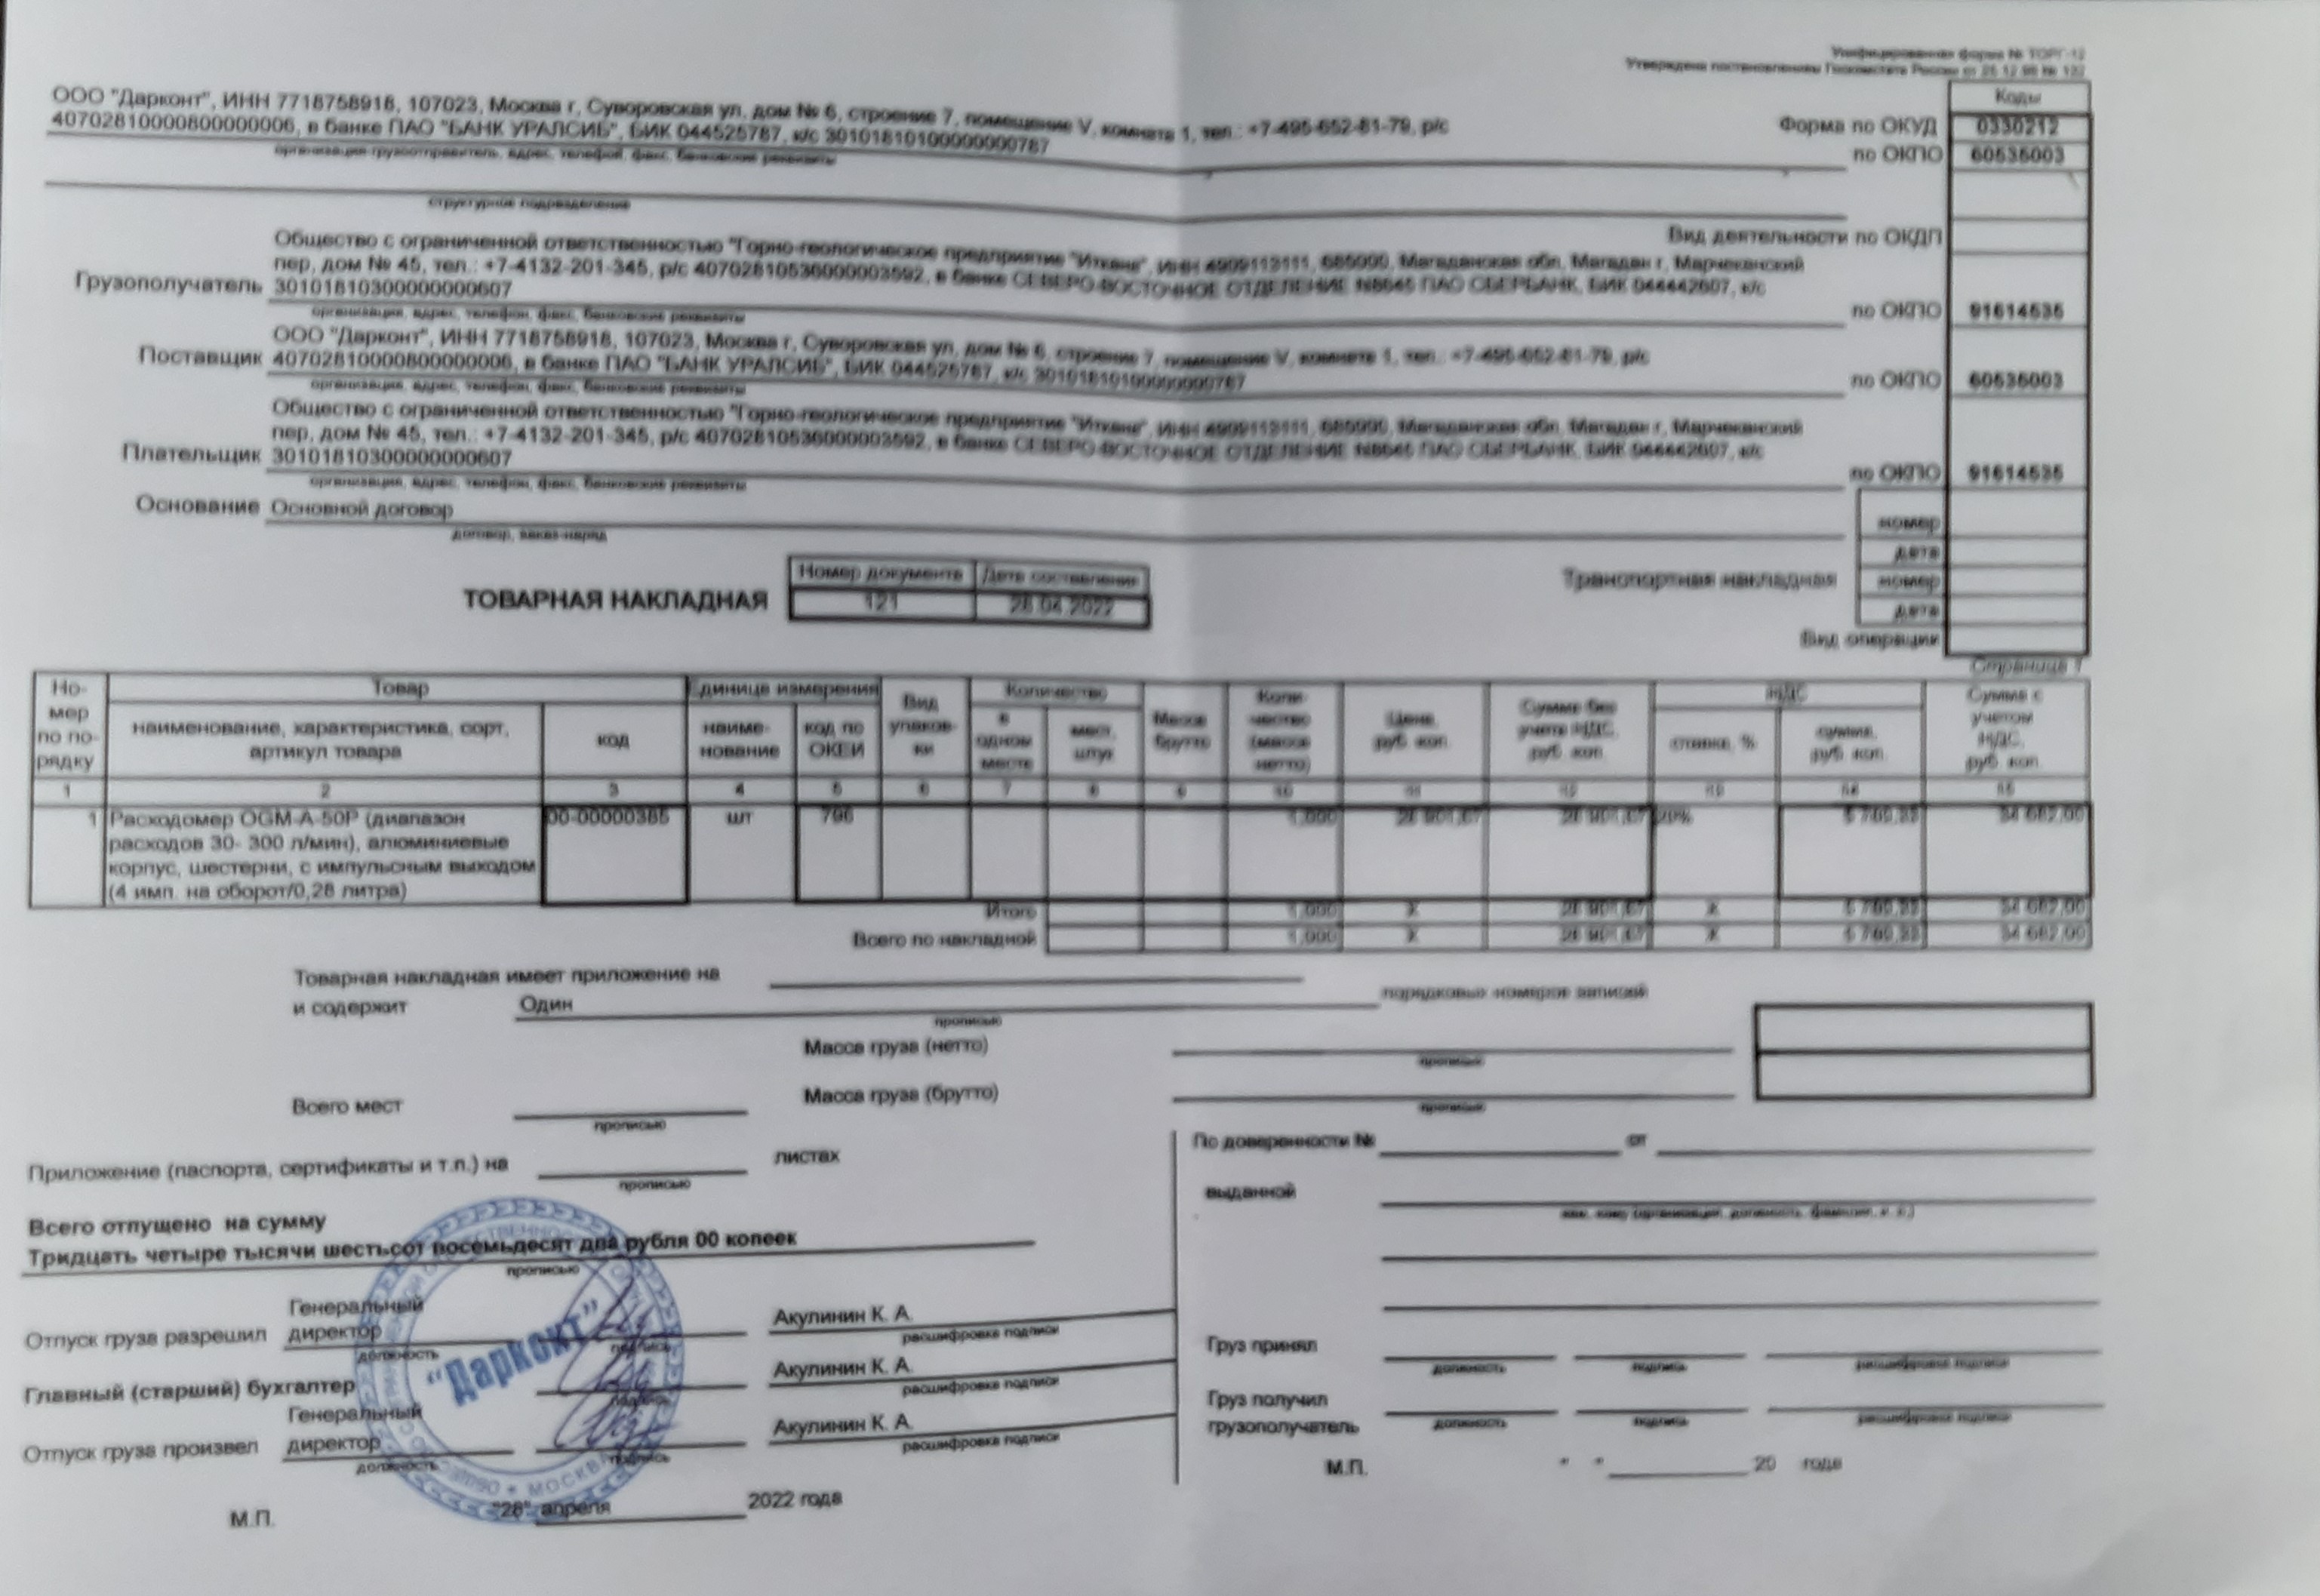 Унифицированная форма № ТОРГ-12
Утверждена постановлением Госкомстата России от 25.12.98 № 132
Коды
ООО "Дарконт", ИНН 7718758918, 107023, Москва г, Суворовская ул, дом № 6, строение 7, помещение V, комната 1, тел.: +7-495-652-81-79, р/с
40702810000800000006, в банке ПАО "БАНК УРАЛСИБ", БИК 044525787, к/с 30101810100000000787
Форма по ОКУД 0330212
по ОКПО 60535003
организация-грузоотправитель, адрес, телефон, факс, банковские реквизиты
структурное подразделение
Вид деятельности по ОКДП
Общество с ограниченной ответственностью "Горно-геологическое предприятие "Иткана", ИНН 4909113111, 685000, Магаданская обл, Магадан г, Марчеканский
пер, дом № 45, тел.: +7-4132-201-345, р/с 40702810536000003592, в банке СЕВЕРО-ВОСТОЧНОЕ ОТДЕЛЕНИЕ N8645 ПАО СБЕРБАНК, БИК 044442607, к/с
Грузополучатель 30101810300000000607
по ОКПО 91614535
организация, адрес, телефон, факс, банковские реквизиты
ООО "Дарконт", ИНН 7718758918, 107023, Москва г, Суворовская ул, дом № 6, строение 7, помещение V, комната 1, тел.: +7-495-652-81-79, р/с
Поставщик 40702810000800000006, в банке ПАО "БАНК УРАЛСИБ", БИК 044525787, к/с 30101810100000000787
по ОКПО 60535003
организация, адрес, телефон, факс, банковские реквизиты
Общество с ограниченной ответственностью "Горно-геологическое предприятие "Иткана", ИНН 4909113111, 685000, Магаданская обл, Магадан г, Марчеканский
пер, дом № 45, тел.: +7-4132-201-345, р/с 40702810536000003592, в банке СЕВЕРО-ВОСТОЧНОЕ ОТДЕЛЕНИЕ N8645 ПАО СБЕРБАНК, БИК 044442607, к/с
Плательщик 30101810300000000607
по ОКПО 91614535
организация, адрес, телефон, факс, банковские реквизиты
Основание Основной договор
договор, заказ-наряд
номер
дата
Транспортная накладная номер
дата
Вид операции
Номер документа Дата составления
ТОВАРНАЯ НАКЛАДНАЯ 121 28.04.2022
Страница 1
Но-мер по по-рядку
Товар
наименование, характеристика, сорт, артикул товара
код
Единица измерения
наиме-нование
код по ОКЕИ
Вид упаков-ки
Количество
в одном месте
мест, штук
Масса брутто
Коли-чество (масса нетто)
Цена, руб. коп.
Сумма без учета НДС, руб. коп.
НДС
ставка, %
сумма, руб. коп.
Сумма с учетом НДС, руб. коп.
1 2 3 4 5 6 7 8 9 10 11 12 13 14 15
1 Расходомер OGM-A-50P (диапазон 00-00000385 шт 796 1,000 28 901,67 28 901,67 20% 5 780,33 34 682,00
расходов 30- 300 л/мин), алюминиевые
корпус, шестерни, с импульсным выходом
(4 имп. на оборот/0,28 литра)
Итого 1,000 X 28 901,67 X 5 780,33 34 682,00
Всего по накладной 1,000 X 28 901,67 X 5 780,33 34 682,00
Товарная накладная имеет приложение на
и содержит Один порядковых номеров записей
прописью
Масса груза (нетто)
прописью
Всего мест Масса груза (брутто)
прописью прописью
Приложение (паспорта, сертификаты и т.п.) на листах
прописью
По доверенности № от
выданной
кем, кому (организация, должность, фамилия, и. о.)
Всего отпущено на сумму
Тридцать четыре тысячи шестьсот восемьдесят два рубля 00 копеек
прописью
Отпуск груза разрешил Генеральный директор Акулинин К. А.
должность подпись расшифровка подписи
Главный (старший) бухгалтер Акулинин К. А.
подпись расшифровка подписи
Отпуск груза произвел Генеральный директор Акулинин К. А.
должность подпись расшифровка подписи
М.П. "28" апреля 2022 года
Груз принял
должность подпись расшифровка подписи
Груз получил
грузополучатель
должность подпись расшифровка подписи
М.П. " " 20 года
"Дарконт"
МОСКВА